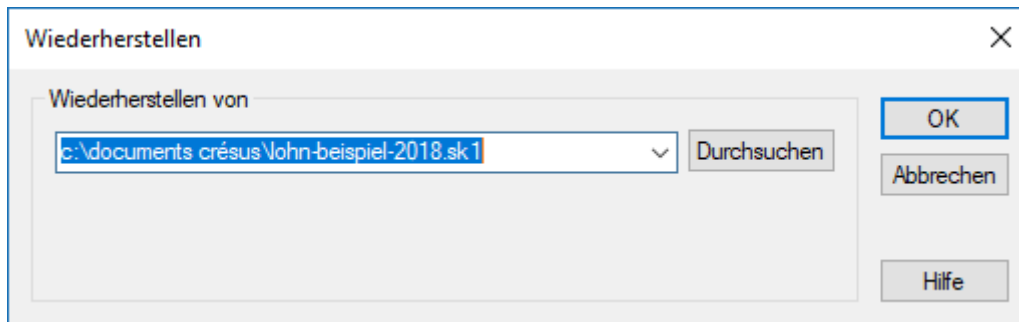 Wiederherstellen
Wiederherstellen von
c:\documents crésus\lohn-beispiel-2018.sk1
Durchsuchen
OK
Abbrechen
Hilfe